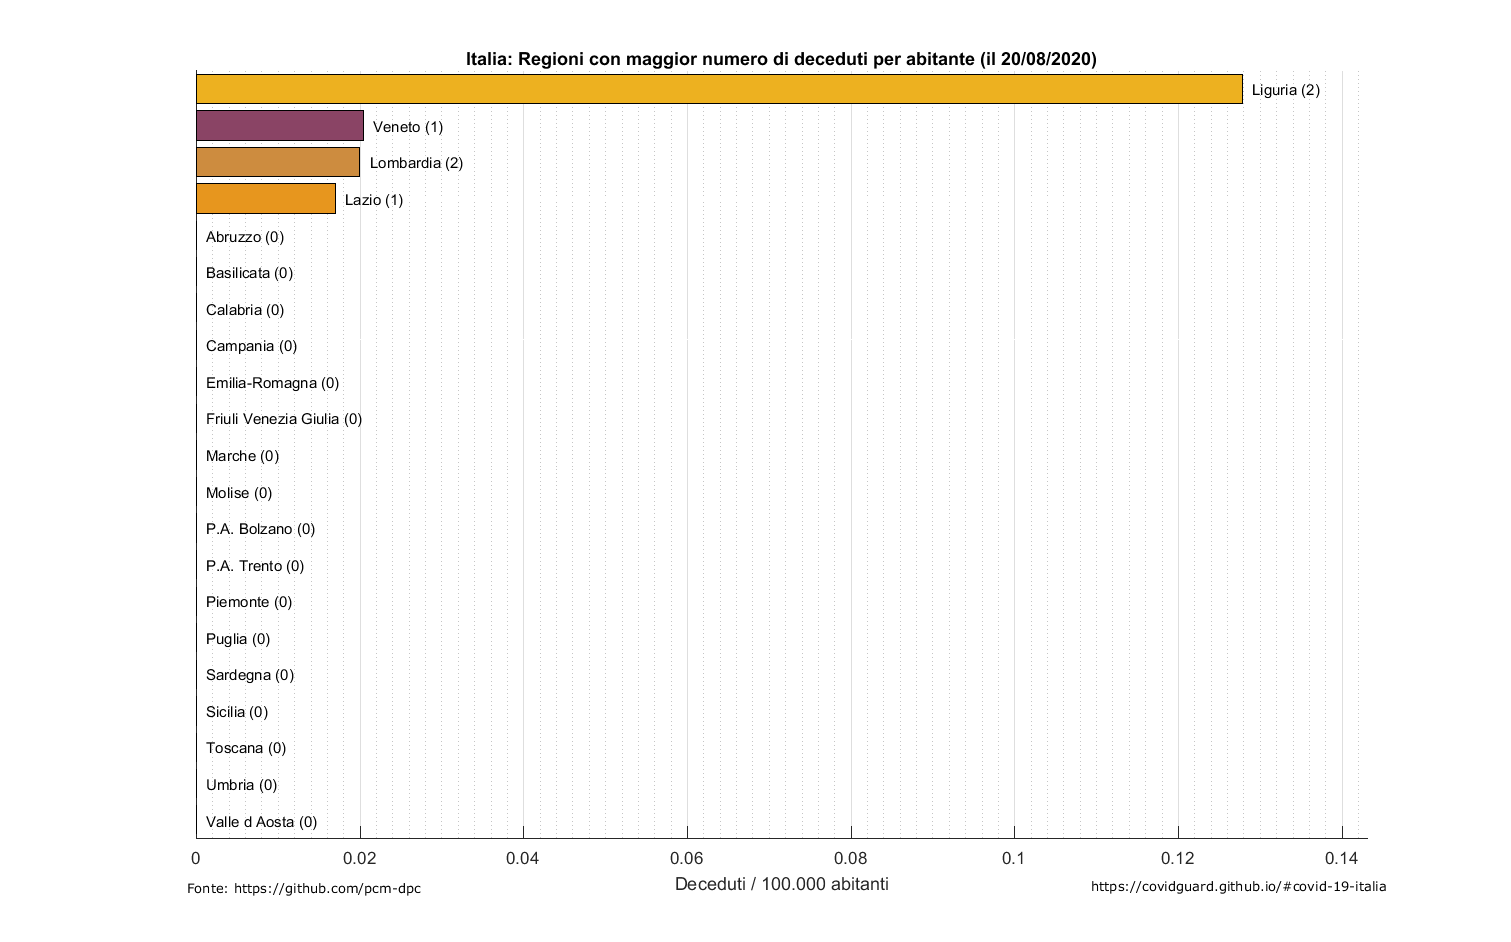 Italia: Regioni con maggior numero di deceduti per abitante (il 20/08/2020)
Liguria (2)
Veneto (1)
Lombardia (2)
Lazio (1)
Abruzzo (0)
Basilicata (0)
Calabria (0)
Campania (0)
Emilia-Romagna (0)
Friuli Venezia Giulia (0)
Marche (0)
Molise (0)
P.A. Bolzano (0)
P.A. Trento (0)
Piemonte (0)
Puglia (0)
Sardegna (0)
Sicilia (0)
Toscana (0)
Umbria (0)
Valle d Aosta (0)
0 0.02 0.04 0.06 0.08 0.1 0.12 0.14
Deceduti / 100.000 abitanti
Fonte: https://github.com/pcm-dpc
https://covidguard.github.io/#covid-19-italia